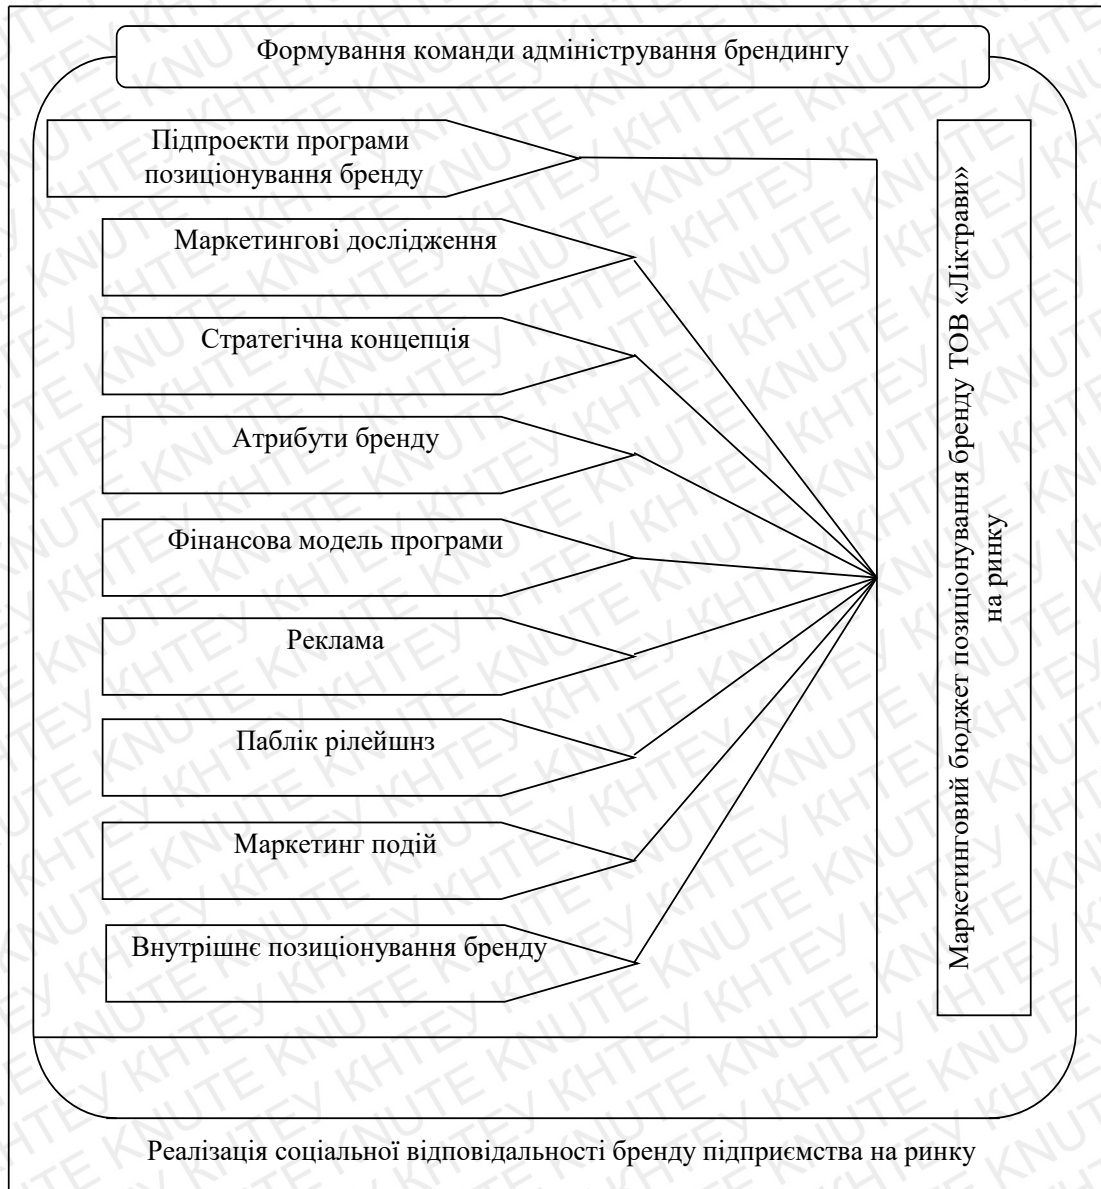 Формування команди адміністрування брендингу
Підпроекти програми
позиціонування бренду
Маркетингові дослідження
Стратегічна концепція
Атрибути бренду
Фінансова модель програми
Реклама
Паблік рілейшнз
Маркетинг подій
Внутрішнє позиціонування бренду
Маркетинговий бюджет позиціонування бренду ТОВ «Ліктрави»
на ринку
Реалізація соціальної відповідальності бренду підприємства на ринку